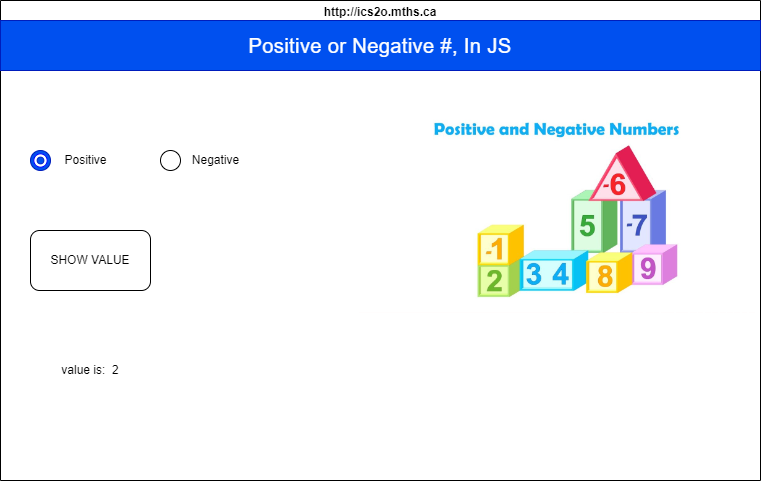 http://ics2o.mths.ca
Positive or Negative #, In JS
Positive and Negative Numbers
Positive
Negative
-6
5
-7
SHOW VALUE
-1
2
3 4
8
9
value is: 2